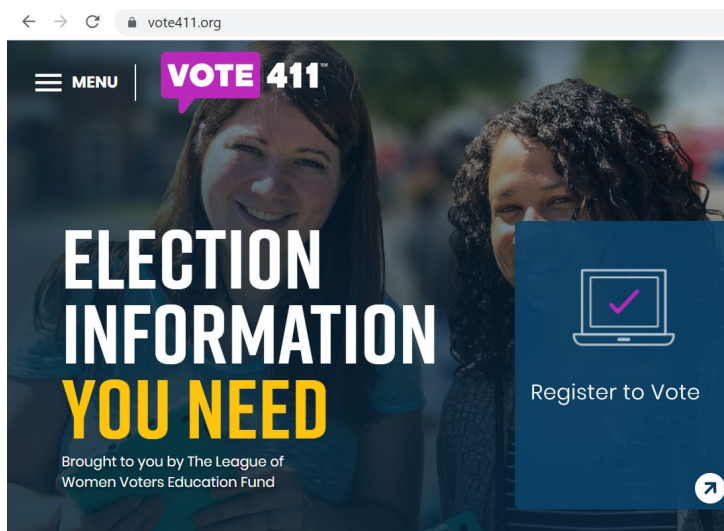 vote411.org
MENU
VOTE 411™
ELECTION
INFORMATION
YOU NEED
Brought to you by The League of
Women Voters Education Fund
Register to Vote